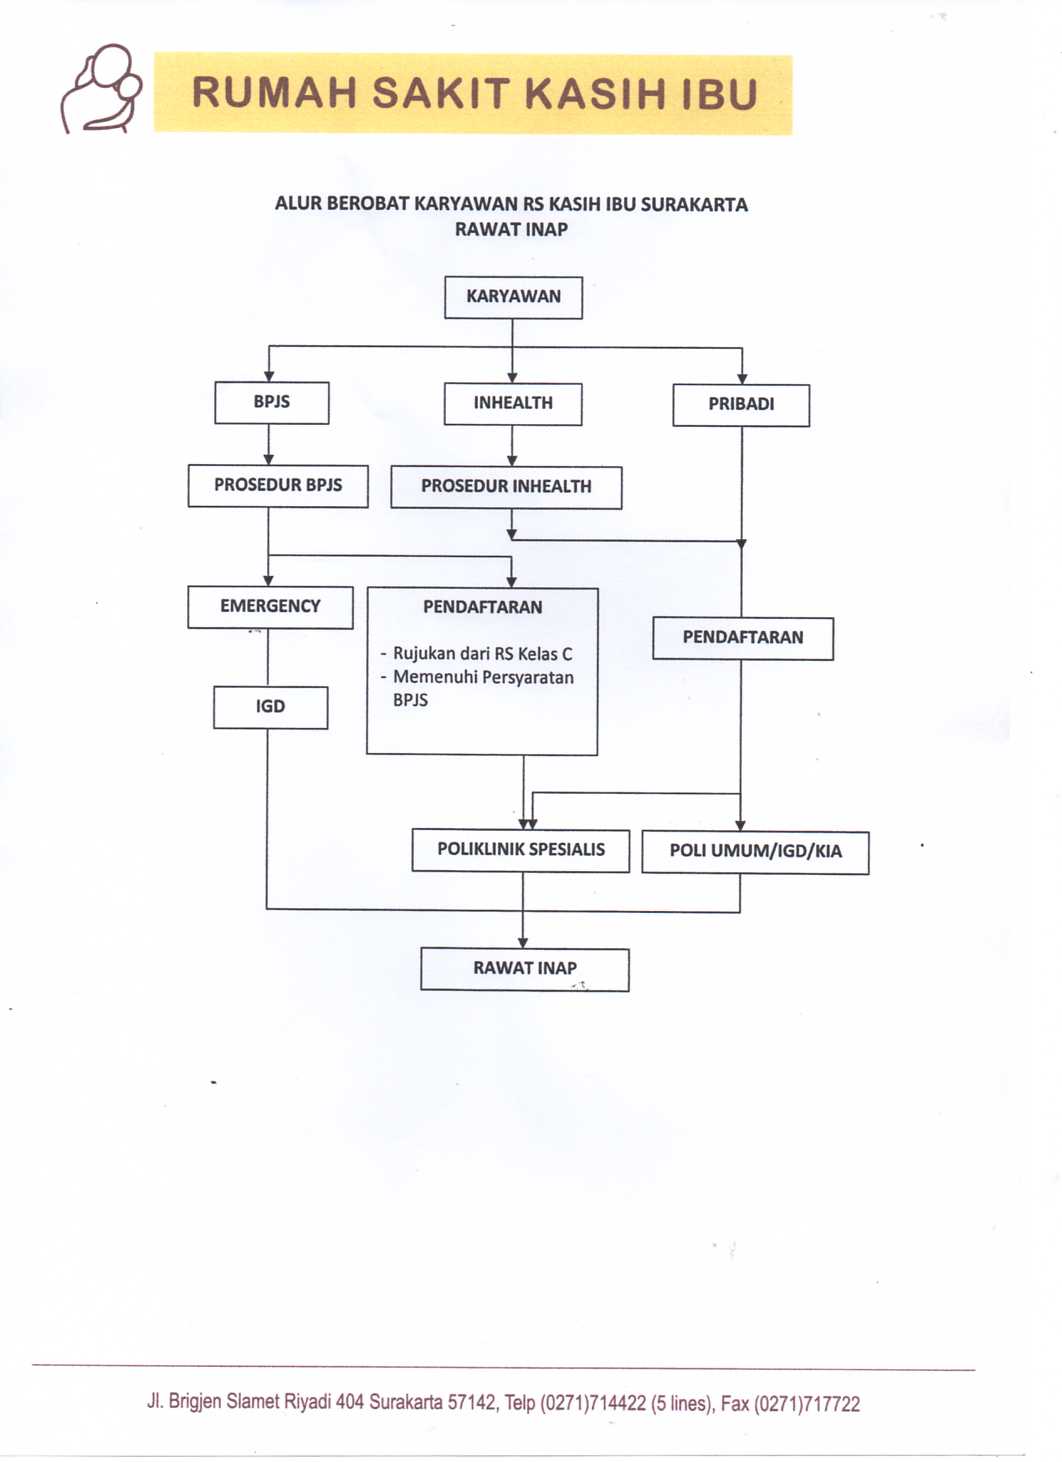 RUMAH SAKIT KASIH IBU
ALUR BEROBAT KARYAWAN RS KASIH IBU SURAKARTA
RAWAT INAP
KARYAWAN
BPJS
INHEALTH
PRIBADI
PROSEDUR BPJS
PROSEDUR INHEALTH
EMERGENCY
PENDAFTARAN
- Rujukan dari RS Kelas C
- Memenuhi Persyaratan
BPJS
PENDAFTARAN
IGD
POLIKLINIK SPESIALIS
POLI UMUM/IGD/KIA
RAWAT INAP
Jl. Brigjen Slamet Riyadi 404 Surakarta 57142, Telp (0271)714422 (5 lines), Fax (0271)717722